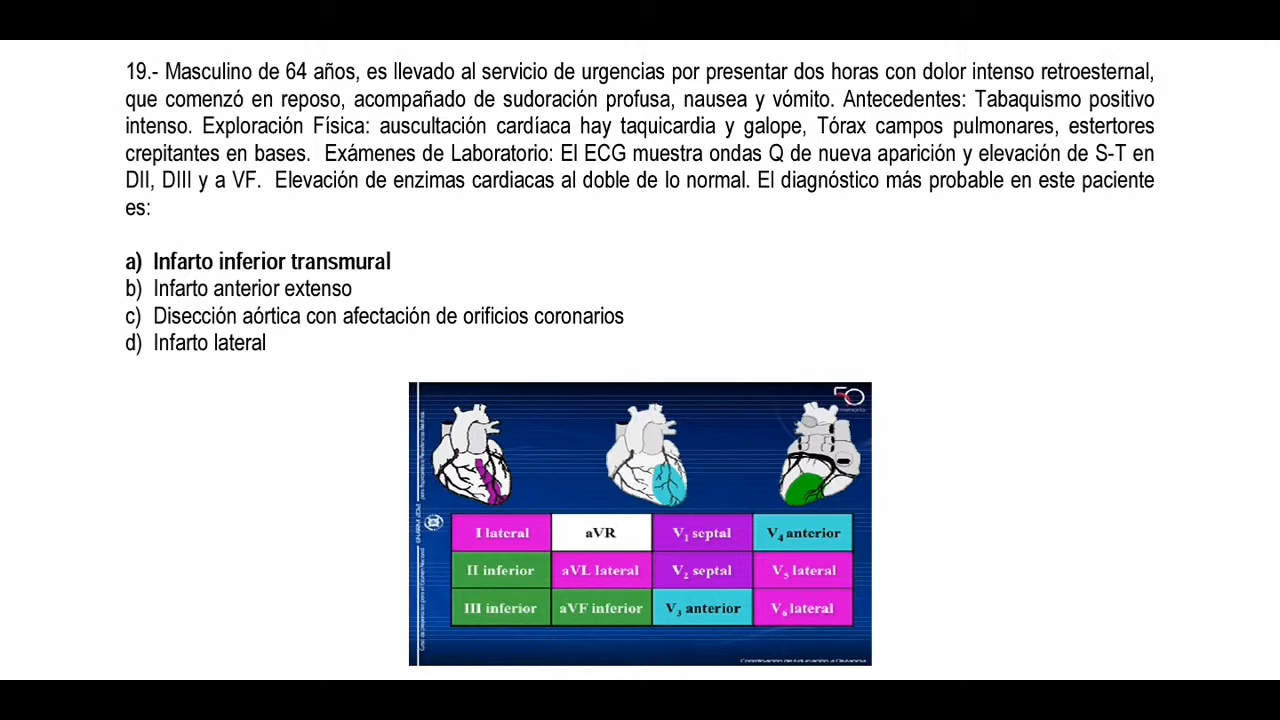 19.- Masculino de 64 años, es llevado al servicio de urgencias por presentar dos horas con dolor intenso retroesternal,
que comenzó en reposo, acompañado de sudoración profusa, nausea y vómito. Antecedentes: Tabaquismo positivo
intenso. Exploración Física: auscultación cardíaca hay taquicardia y galope, Tórax campos pulmonares, estertores
crepitantes en bases. Exámenes de Laboratorio: El ECG muestra ondas Q de nueva aparición y elevación de S-T en
DII, DIII y a VF. Elevación de enzimas cardiacas al doble de lo normal. El diagnóstico más probable en este paciente
es:
a) Infarto inferior transmural
b) Infarto anterior extenso
c) Disección aórtica con afectación de orificios coronarios
d) Infarto lateral
50
I lateral aVR V1 septal V4 anterior
II inferior aVL lateral V2 septal V5 lateral
III inferior aVF inferior V3 anterior V6 lateral
Coordinación de Educación a Distancia